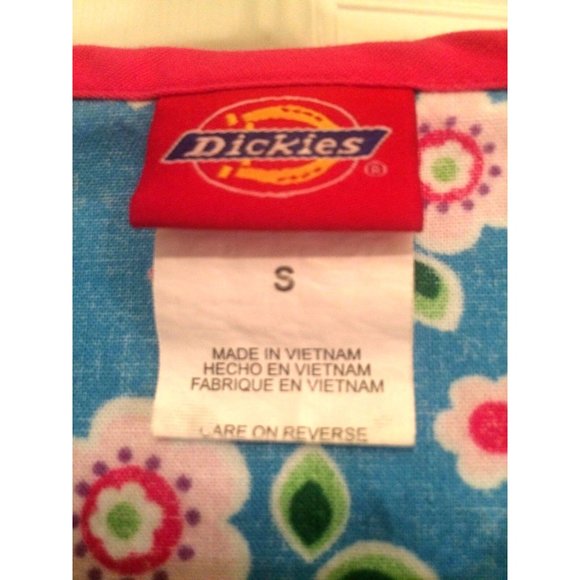 Dickies
®
S
MADE IN VIETNAM
HECHO EN VIETNAM
FABRIQUE EN VIETNAM
CARE ON REVERSE